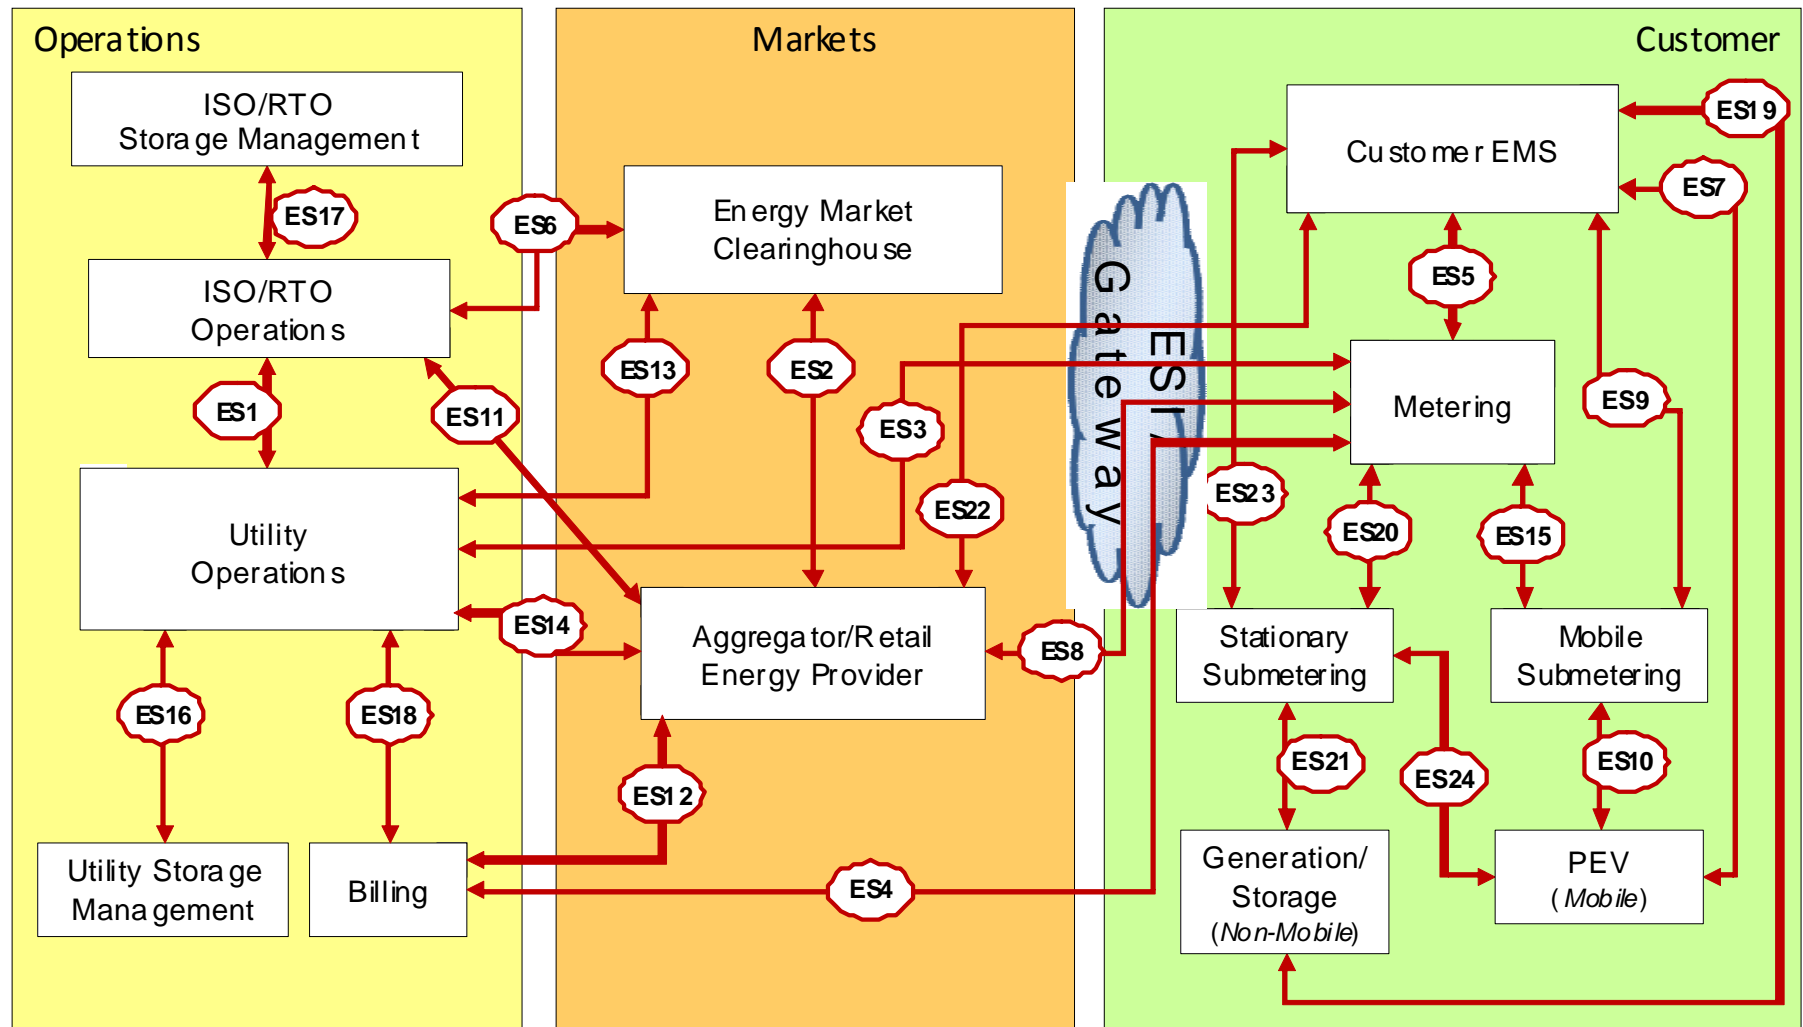 Operations
Markets
Customer
ISO/RTO
Storage Management
ES17
ISO/RTO
Operations
ES1
ES11
Utility
Operations
ES16
ES18
Utility Storage
Management
Billing
ES6
Energy Market
Clearinghouse
ES13
ES2
ES3
ES22
ES14
Aggregator/Retail
Energy Provider
ES8
ES12
ES4
ESI /
Gateway
Customer EMS
ES19
ES7
ES5
ES9
Metering
ES23
ES20
ES15
Stationary
Submetering
Mobile
Submetering
ES21
ES24
ES10
Generation/
Storage
(Non-Mobile)
PEV
(Mobile)